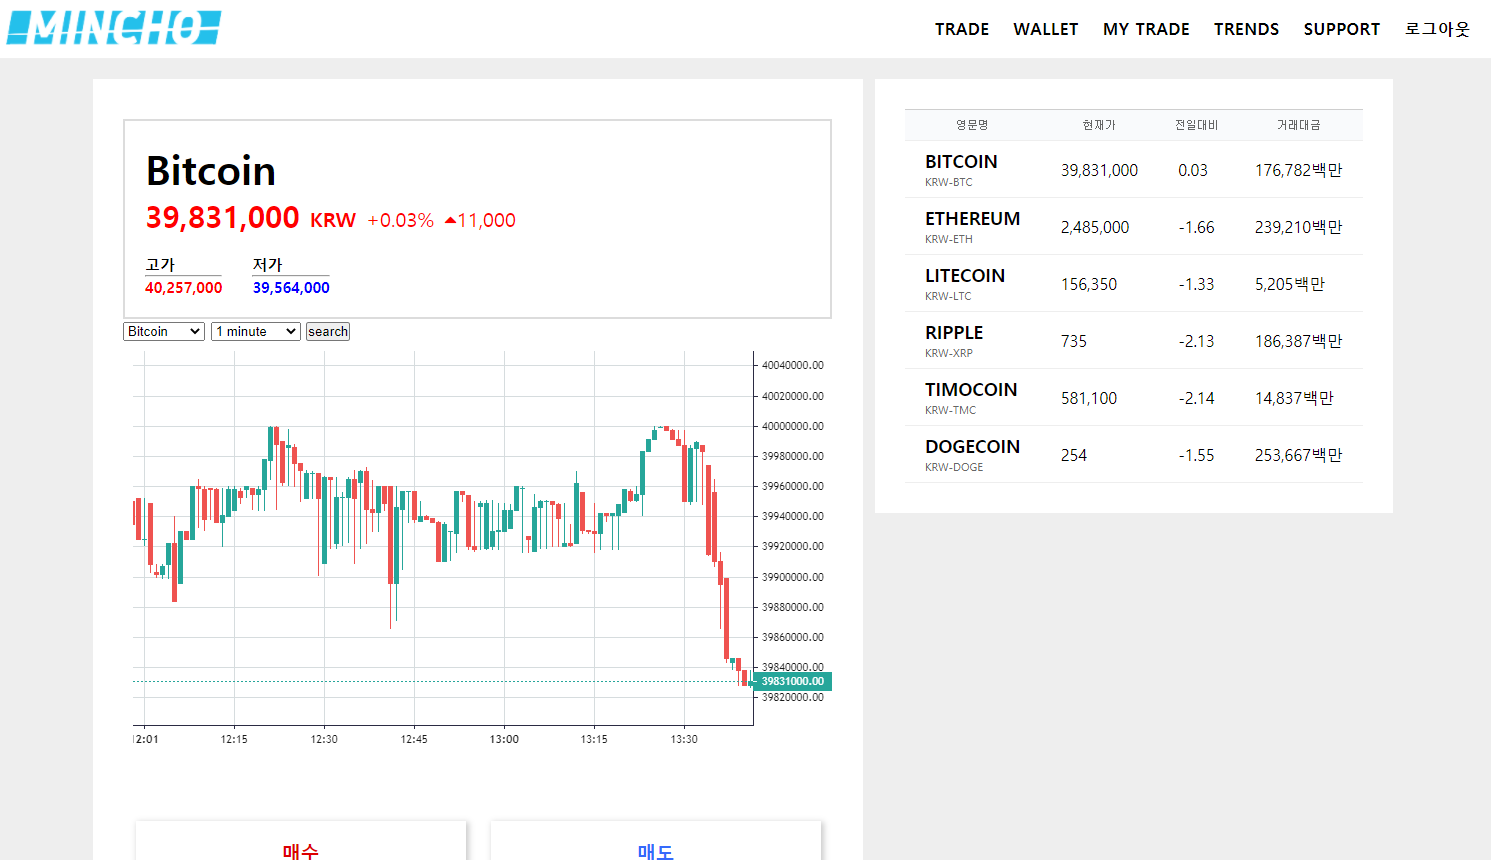 MINCHO
TRADE WALLET MY TRADE TRENDS SUPPORT 로그아웃
Bitcoin
39,831,000 KRW +0.03% ▲11,000
고가 저가
40,257,000 39,564,000
Bitcoin 1 minute search
40040000.00
40020000.00
40000000.00
39980000.00
39960000.00
39940000.00
39920000.00
39900000.00
39880000.00
39860000.00
39840000.00
39831000.00
39820000.00
12:01 12:15 12:30 12:45 13:00 13:15 13:30
매수 매도
영문명 현재가 전일대비 거래대금
BITCOIN 39,831,000 0.03 176,782백만
KRW-BTC
ETHEREUM 2,485,000 -1.66 239,210백만
KRW-ETH
LITECOIN 156,350 -1.33 5,205백만
KRW-LTC
RIPPLE 735 -2.13 186,387백만
KRW-XRP
TIMOCOIN 581,100 -2.14 14,837백만
KRW-TMC
DOGECOIN 254 -1.55 253,667백만
KRW-DOGE